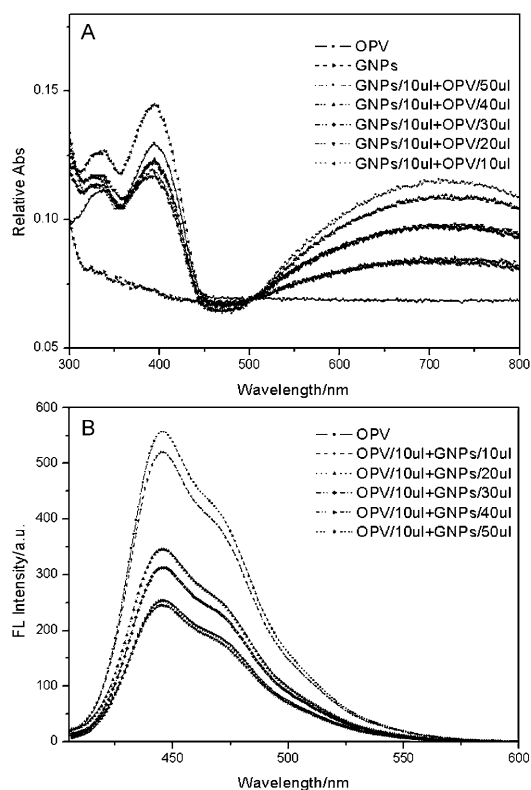 A
OPV
GNPs
GNPs/10ul+OPV/50ul
GNPs/10ul+OPV/40ul
GNPs/10ul+OPV/30ul
GNPs/10ul+OPV/20ul
GNPs/10ul+OPV/10ul
0.15
0.10
0.05
Relative Abs
300 400 500 600 700 800
Wavelength/nm
B
OPV
OPV/10ul+GNPs/10ul
OPV/10ul+GNPs/20ul
OPV/10ul+GNPs/30ul
OPV/10ul+GNPs/40ul
OPV/10ul+GNPs/50ul
600
500
400
300
200
100
0
FL Intensity/a.u.
450 500 550 600
Wavelength/nm